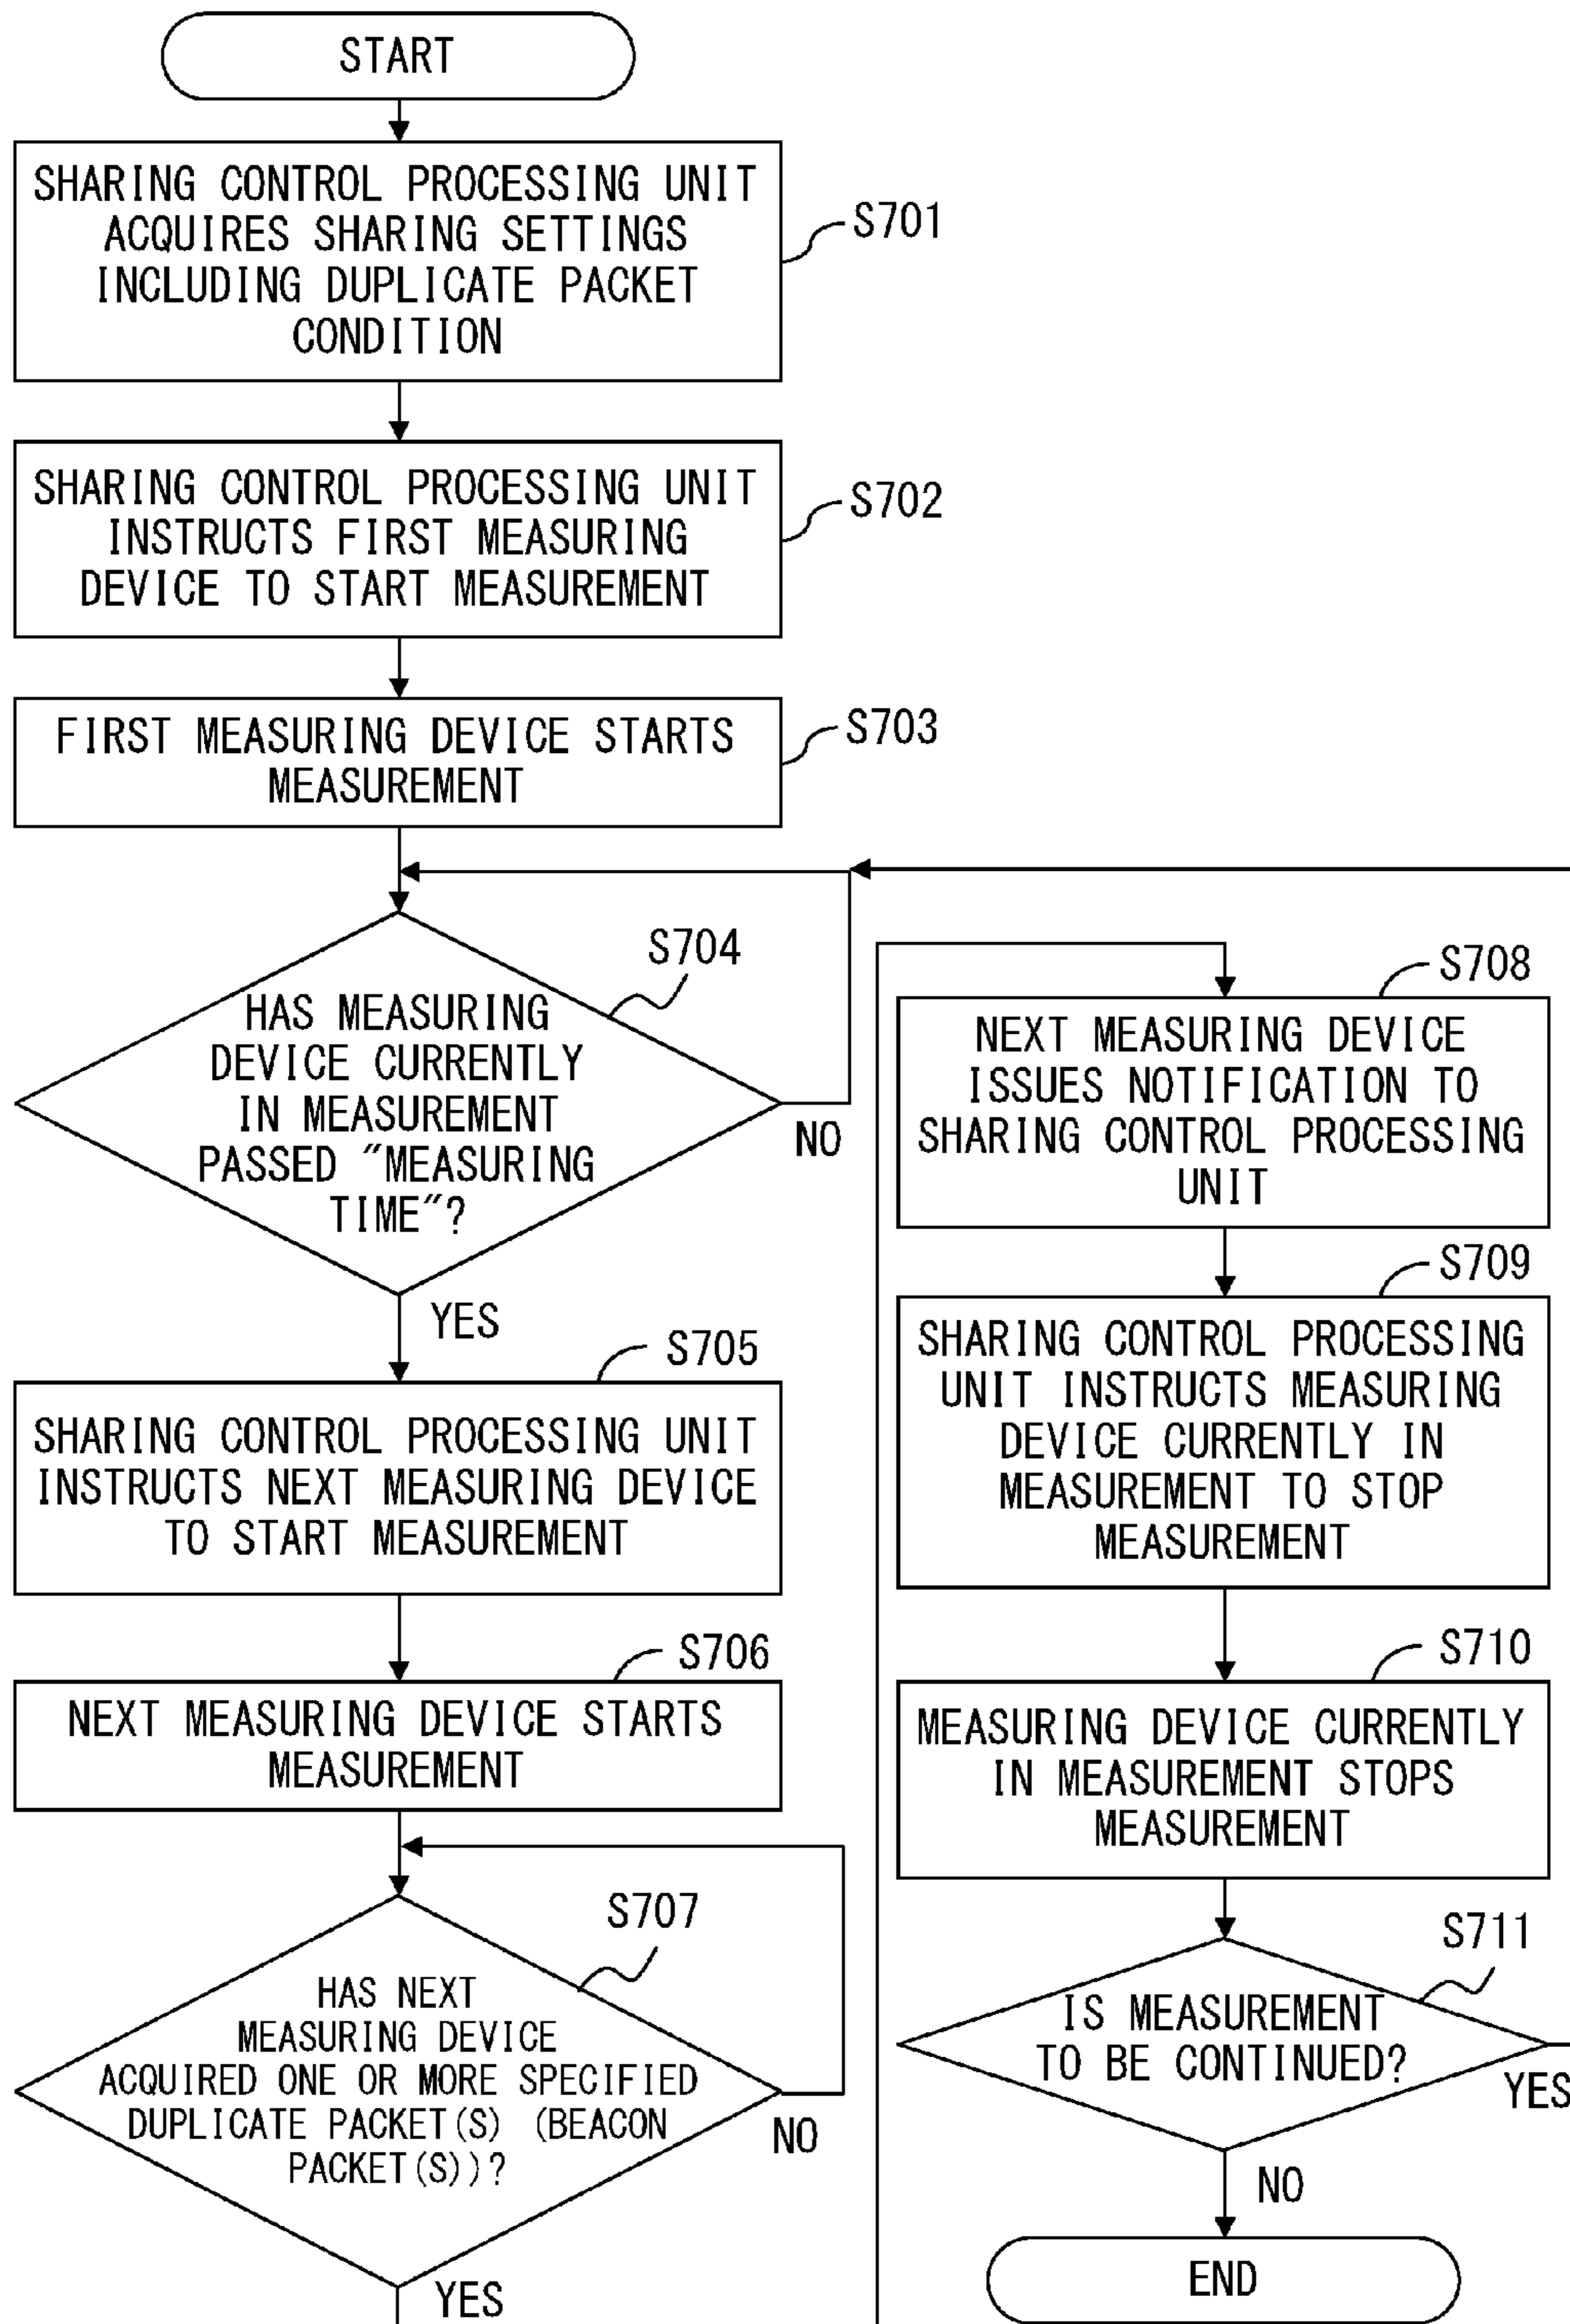 START
SHARING CONTROL PROCESSING UNIT
ACQUIRES SHARING SETTINGS
INCLUDING DUPLICATE PACKET
CONDITION
S701
SHARING CONTROL PROCESSING UNIT
INSTRUCTS FIRST MEASURING
DEVICE TO START MEASUREMENT
S702
FIRST MEASURING DEVICE STARTS
MEASUREMENT
S703
S704
HAS MEASURING
DEVICE CURRENTLY
IN MEASUREMENT
PASSED "MEASURING
TIME"?
NO
YES
S705
SHARING CONTROL PROCESSING UNIT
INSTRUCTS NEXT MEASURING DEVICE
TO START MEASUREMENT
S706
NEXT MEASURING DEVICE STARTS
MEASUREMENT
S707
HAS NEXT
MEASURING DEVICE
ACQUIRED ONE OR MORE SPECIFIED
DUPLICATE PACKET(S) (BEACON
PACKET(S))?
NO
YES
S708
NEXT MEASURING DEVICE
ISSUES NOTIFICATION TO
SHARING CONTROL PROCESSING
UNIT
S709
SHARING CONTROL PROCESSING
UNIT INSTRUCTS MEASURING
DEVICE CURRENTLY IN
MEASUREMENT TO STOP
MEASUREMENT
S710
MEASURING DEVICE CURRENTLY
IN MEASUREMENT STOPS
MEASUREMENT
S711
IS MEASUREMENT
TO BE CONTINUED?
YES
NO
END